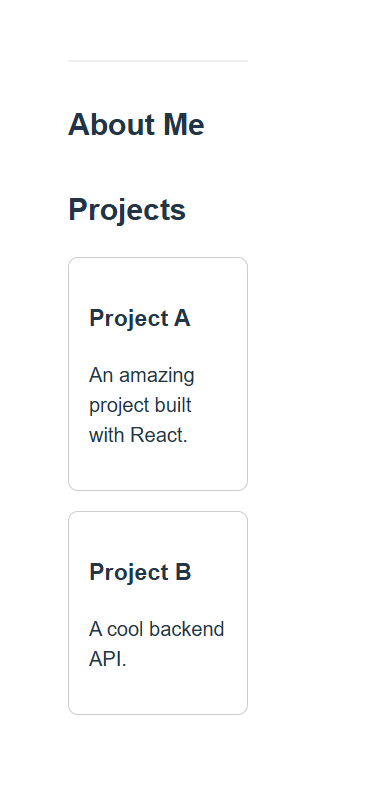 About Me
Projects
Project A
An amazing
project built
with React.
Project B
A cool backend
API.